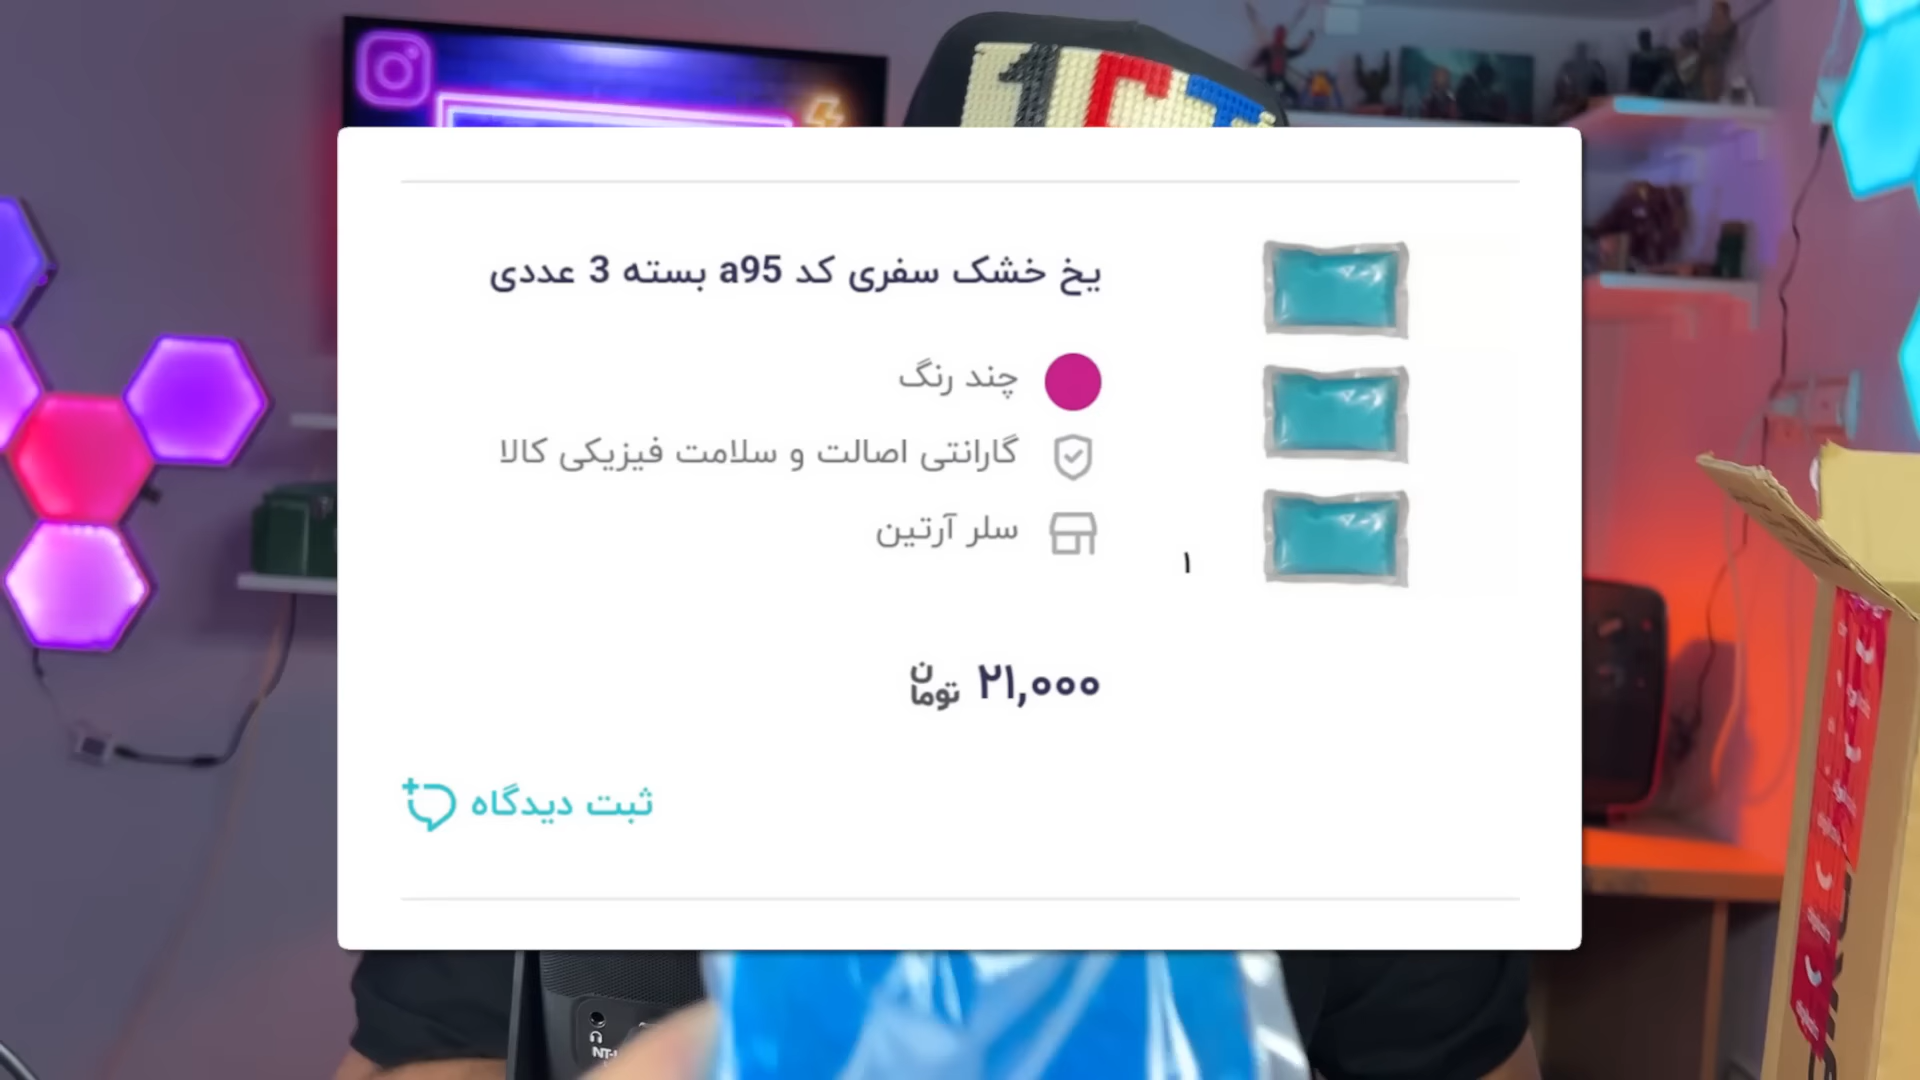 یخ خشک سفری کد a95 بسته 3 عددی
چند رنگ
گارانتی اصالت و سلامت فیزیکی کالا
سلر آرتین
۱
۲۱,۰۰۰ تومان
ثبت دیدگاه